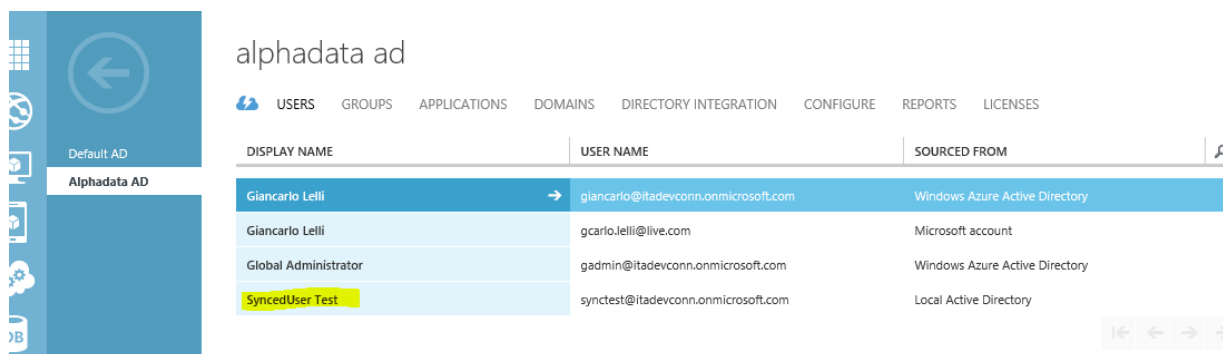 alphadata ad
USERS GROUPS APPLICATIONS DOMAINS DIRECTORY INTEGRATION CONFIGURE REPORTS LICENSES
Default AD
Alphadata AD
DISPLAY NAME USER NAME SOURCED FROM
Giancarlo Lelli giancarlo@itadevconn.onmicrosoft.com Windows Azure Active Directory
Giancarlo Lelli gcarlo.lelli@live.com Microsoft account
Global Administrator gadmin@itadevconn.onmicrosoft.com Windows Azure Active Directory
SyncedUser Test synctest@itadevconn.onmicrosoft.com Local Active Directory